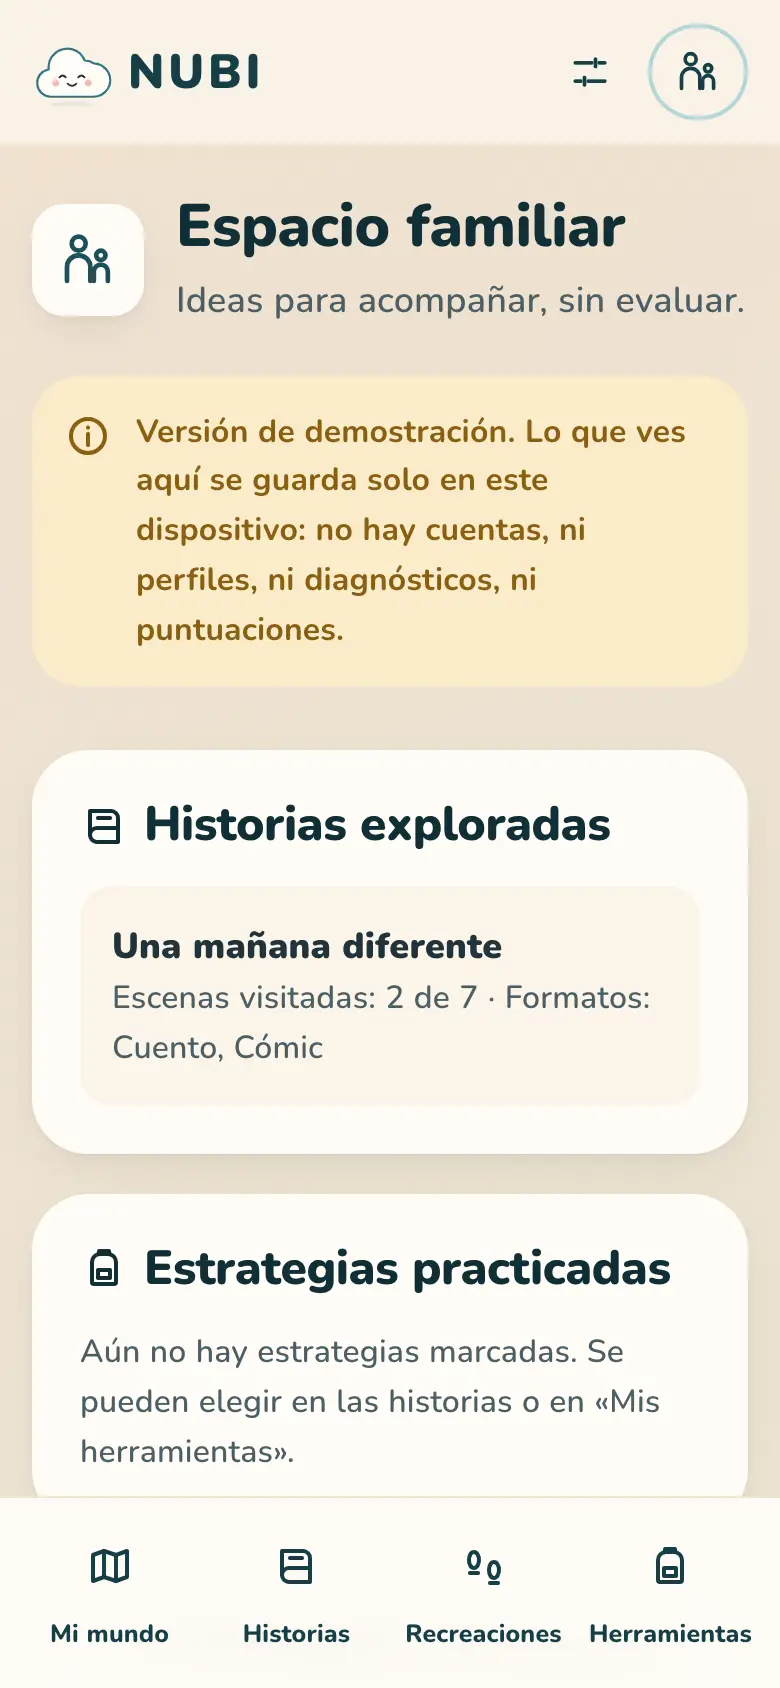 NUBI
Espacio familiar
Ideas para acompañar, sin evaluar.
Versión de demostración. Lo que ves
aquí se guarda solo en este
dispositivo: no hay cuentas, ni
perfiles, ni diagnósticos, ni
puntuaciones.
Historias exploradas
Una mañana diferente
Escenas visitadas: 2 de 7 · Formatos:
Cuento, Cómic
Estrategias practicadas
Aún no hay estrategias marcadas. Se
pueden elegir en las historias o en «Mis
herramientas».
Mi mundo
Historias
Recreaciones
Herramientas